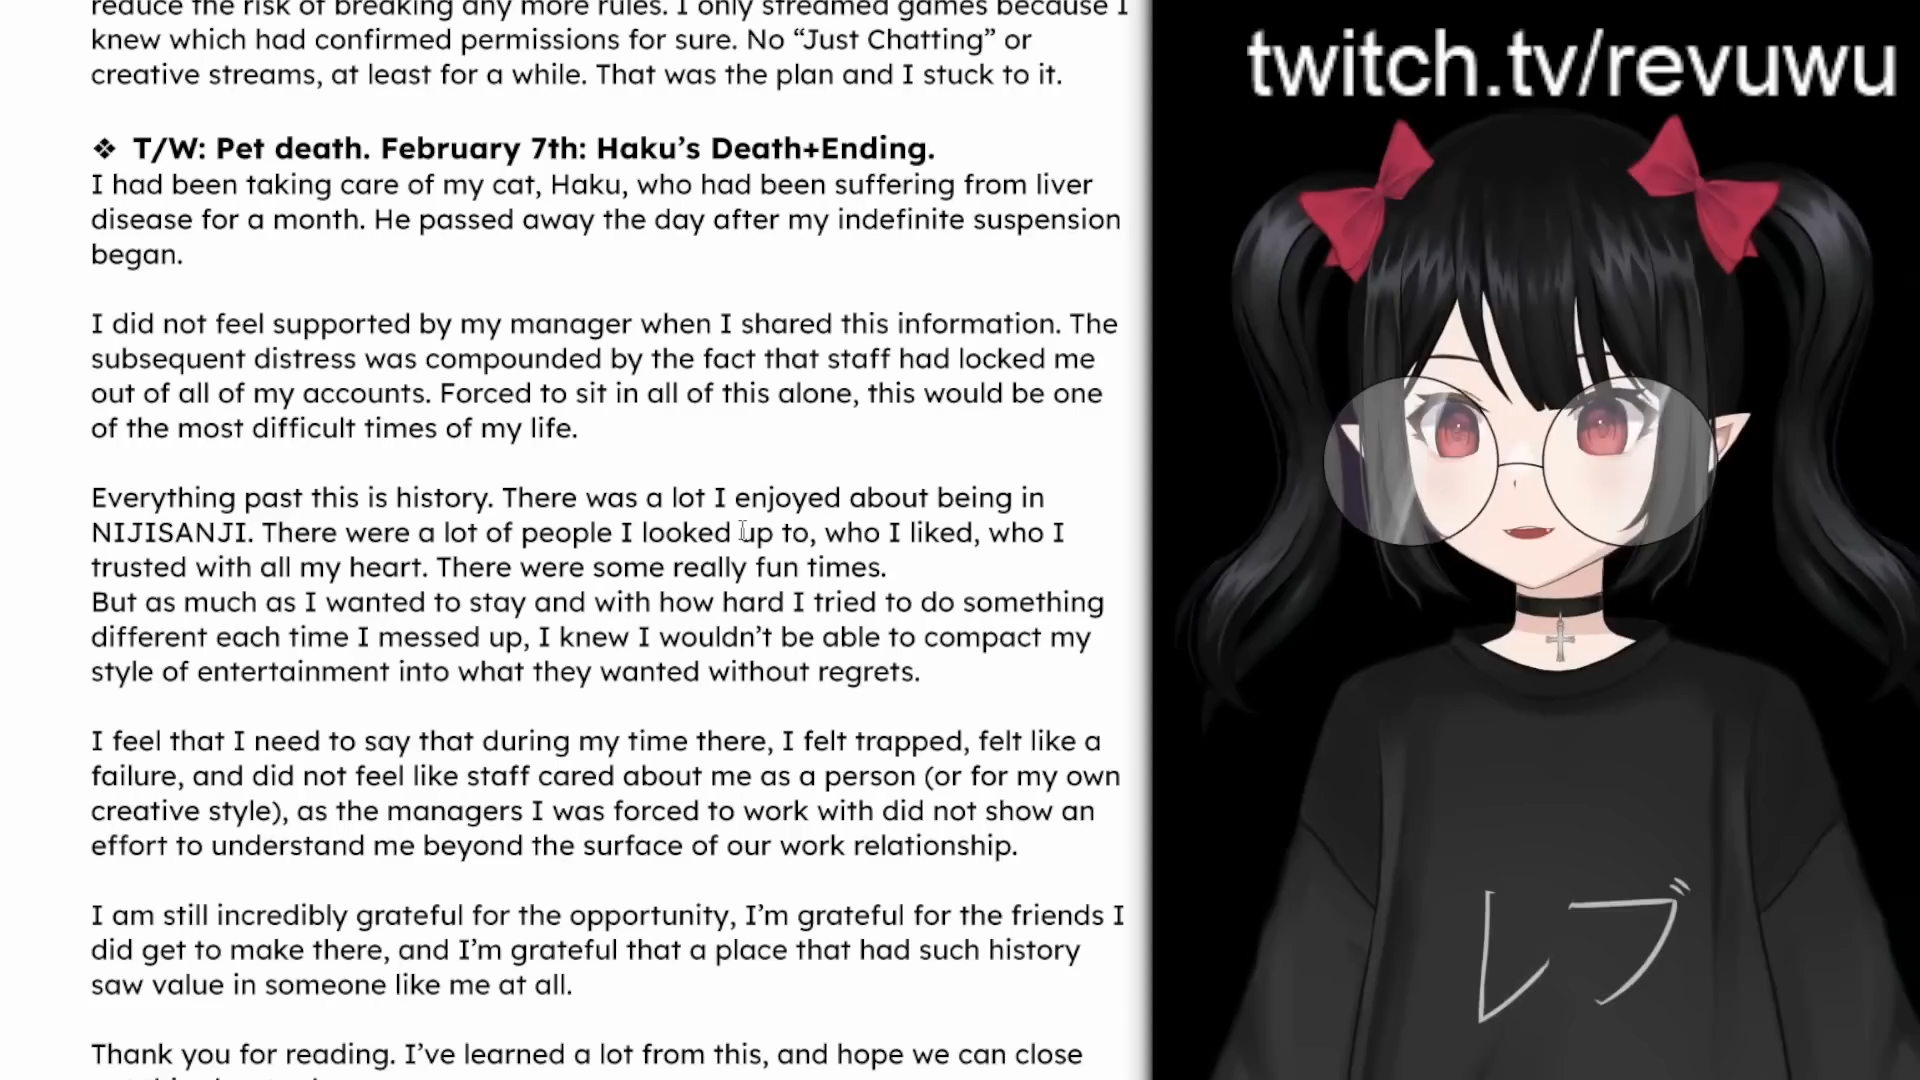 reduce the risk of breaking any more rules. I only streamed games because I
knew which had confirmed permissions for sure. No “Just Chatting” or
creative streams, at least for a while. That was the plan and I stuck to it.
❖ T/W: Pet death. February 7th: Haku’s Death+Ending.
I had been taking care of my cat, Haku, who had been suffering from liver
disease for a month. He passed away the day after my indefinite suspension
began.
I did not feel supported by my manager when I shared this information. The
subsequent distress was compounded by the fact that staff had locked me
out of all of my accounts. Forced to sit in all of this alone, this would be one
of the most difficult times of my life.
Everything past this is history. There was a lot I enjoyed about being in
NIJISANJI. There were a lot of people I looked up to, who I liked, who I
trusted with all my heart. There were some really fun times.
But as much as I wanted to stay and with how hard I tried to do something
different each time I messed up, I knew I wouldn’t be able to compact my
style of entertainment into what they wanted without regrets.
I feel that I need to say that during my time there, I felt trapped, felt like a
failure, and did not feel like staff cared about me as a person (or for my own
creative style), as the managers I was forced to work with did not show an
effort to understand me beyond the surface of our work relationship.
I am still incredibly grateful for the opportunity, I’m grateful for the friends I
did get to make there, and I’m grateful that a place that had such history
saw value in someone like me at all.
Thank you for reading. I’ve learned a lot from this, and hope we can close
twitch.tv/revuwu
レブ